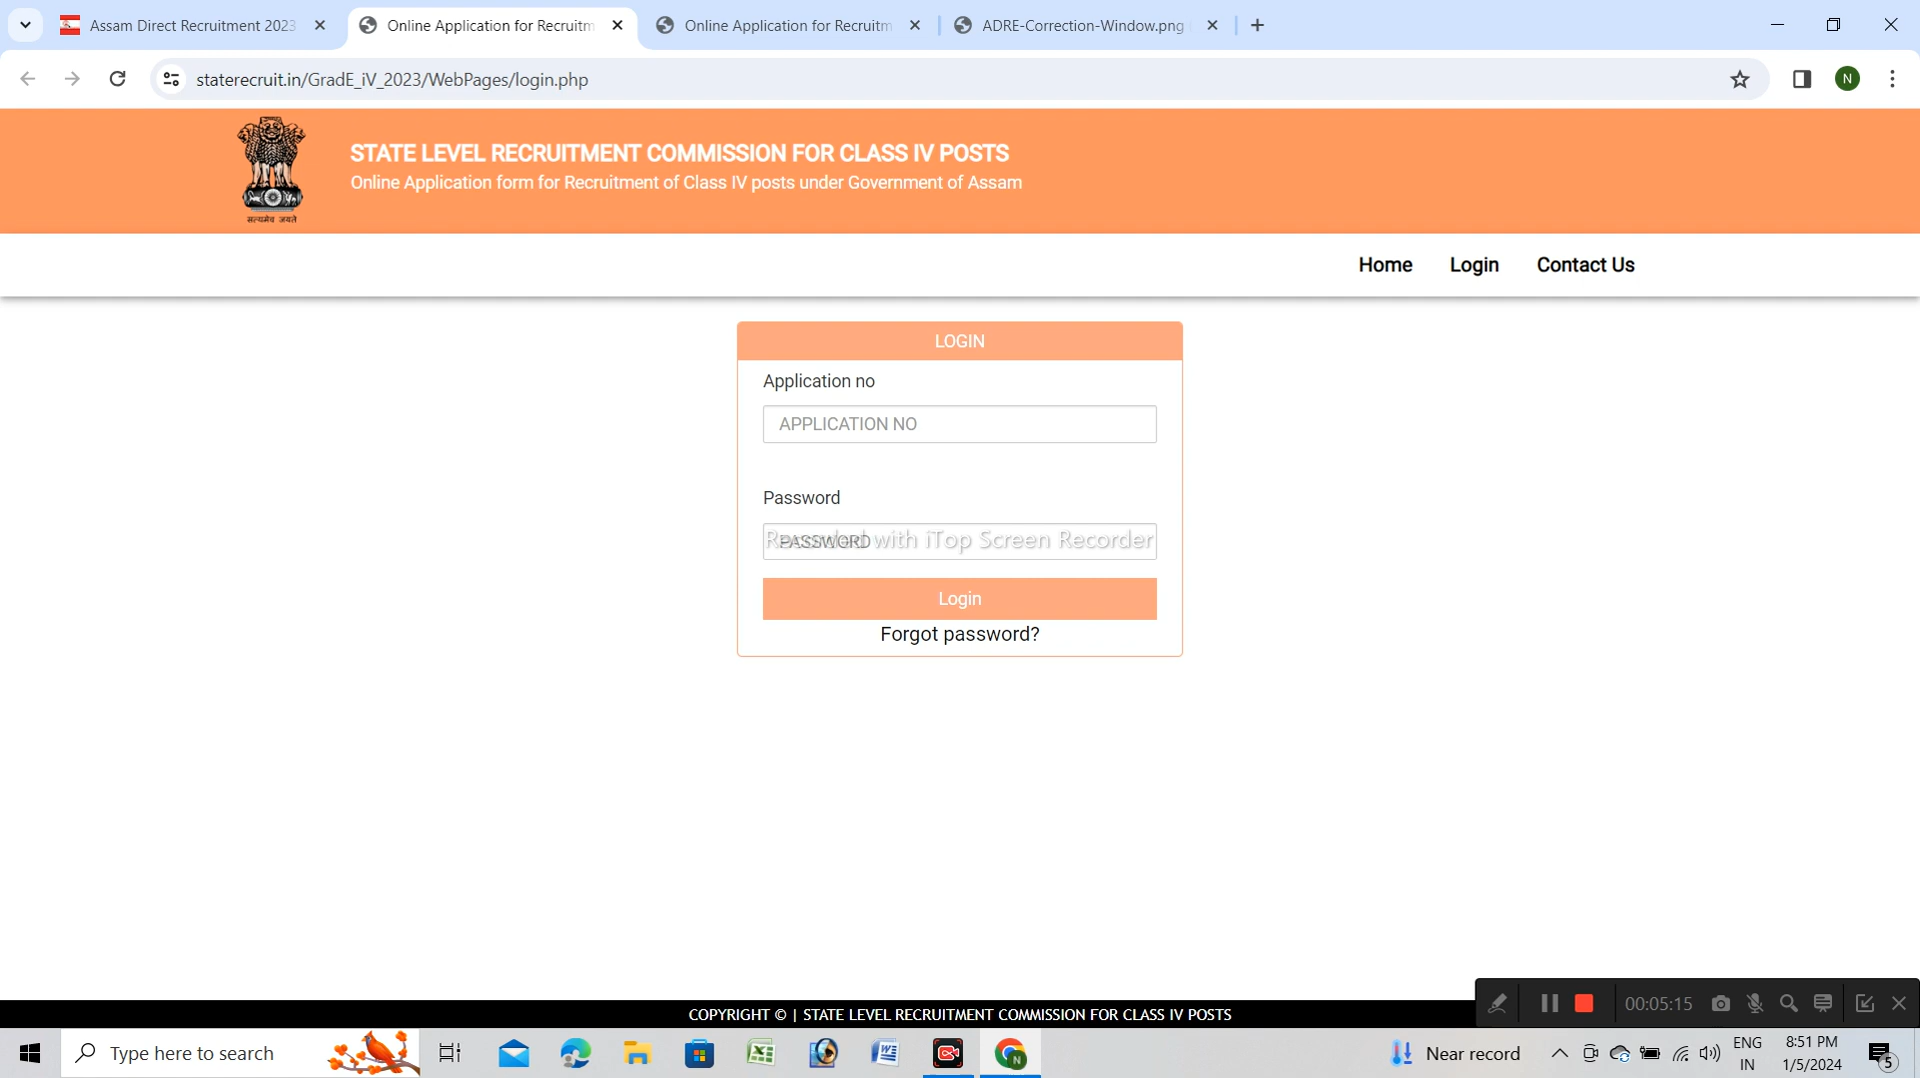 Assam Direct Recruitment 2023
Online Application for Recruitm
Online Application for Recruitm
ADRE-Correction-Window.png
staterecruit.in/GradE_iV_2023/WebPages/login.php
N
STATE LEVEL RECRUITMENT COMMISSION FOR CLASS IV POSTS
Online Application form for Recruitment of Class IV posts under Government of Assam
सत्यमेव जयते
Home
Login
Contact Us
LOGIN
Application no
APPLICATION NO
Password
PASSWORD
Recorded with iTop Screen Recorder
Login
Forgot password?
COPYRIGHT © | STATE LEVEL RECRUITMENT COMMISSION FOR CLASS IV POSTS
00:05:15
Type here to search
N
Near record
ENG
IN
8:51 PM
1/5/2024
5